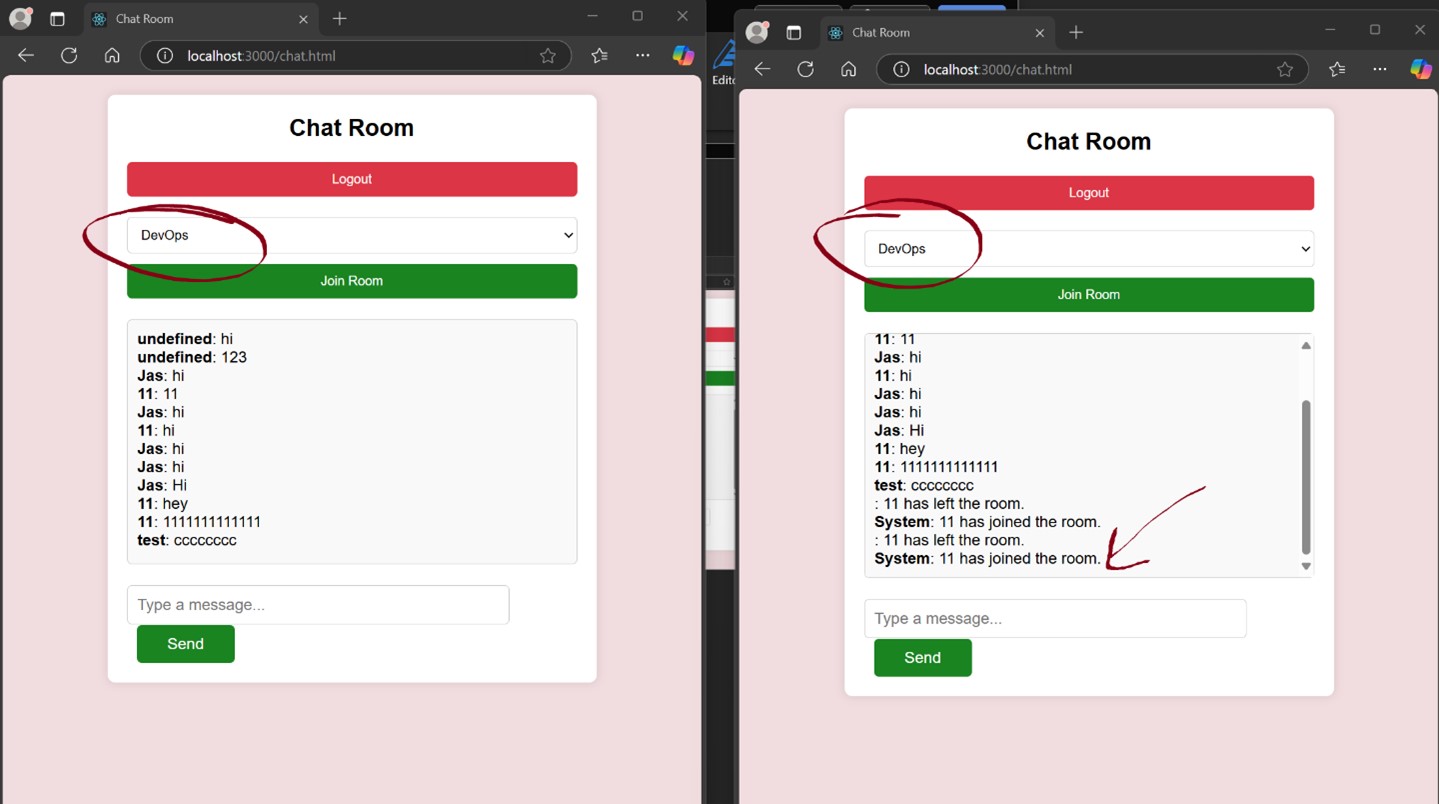 Chat Room
localhost:3000/chat.html
Chat Room
Logout
DevOps
Join Room
undefined: hi
undefined: 123
Jas: hi
11: 11
Jas: hi
11: hi
Jas: hi
Jas: hi
Jas: Hi
11: hey
11: 1111111111111
test: cccccccc
Type a message...
Send
Chat Room
localhost:3000/chat.html
Chat Room
Logout
DevOps
Join Room
11: 11
Jas: hi
11: hi
Jas: hi
Jas: hi
Jas: Hi
11: hey
11: 1111111111111
test: cccccccc
: 11 has left the room.
System: 11 has joined the room.
: 11 has left the room.
System: 11 has joined the room.
Type a message...
Send